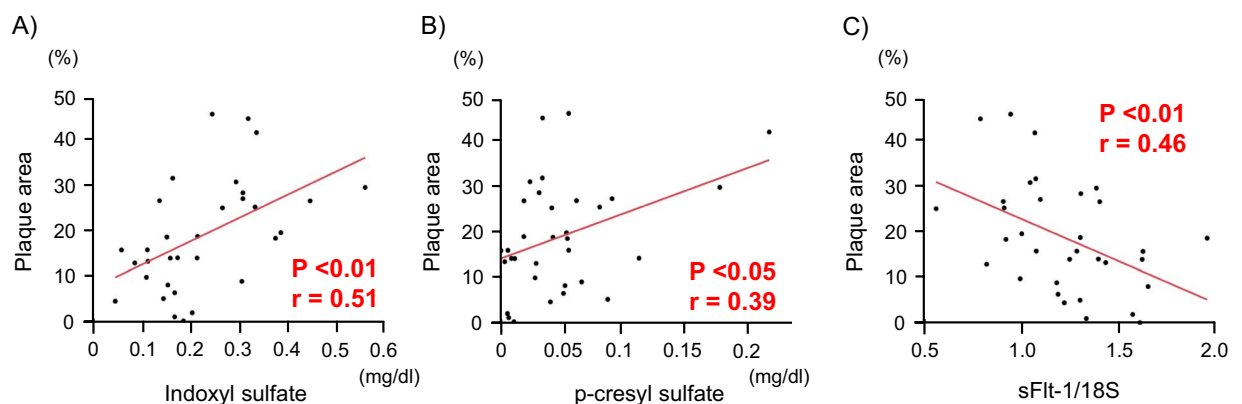 A)
(%)
Plaque area
50
40
30
20
10
0
P <0.01
r = 0.51
0 0.1 0.2 0.3 0.4 0.5 0.6
(mg/dl)
Indoxyl sulfate
B)
(%)
Plaque area
50
40
30
20
10
0
P <0.05
r = 0.39
0 0.05 0.1 0.15 0.2
(mg/dl)
p-cresyl sulfate
C)
(%)
Plaque area
50
40
30
20
10
0
P <0.01
r = 0.46
0.5 1.0 1.5 2.0
sFlt-1/18S